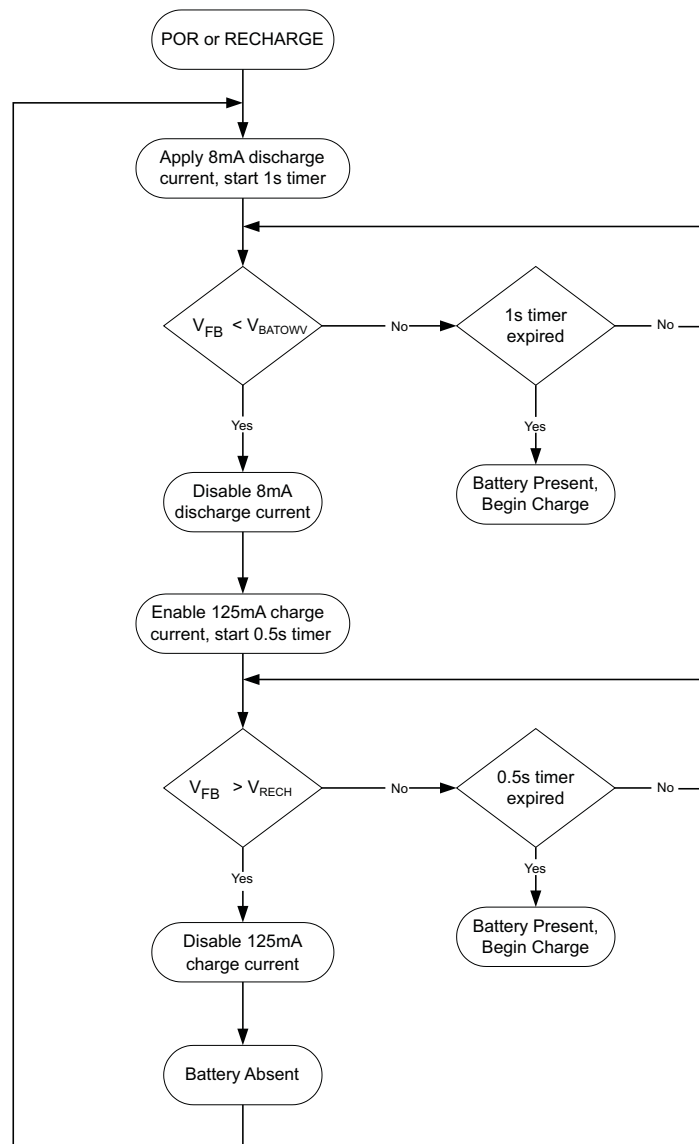 POR or RECHARGE
Apply 8mA discharge
current, start 1s timer
VFB < VBATOWV
No
1s timer
expired
No
Yes
Yes
Battery Present,
Begin Charge
Disable 8mA
discharge current
Enable 125mA charge
current, start 0.5s timer
VFB > VRECH
No
0.5s timer
expired
No
Yes
Yes
Battery Present,
Begin Charge
Disable 125mA
charge current
Battery Absent